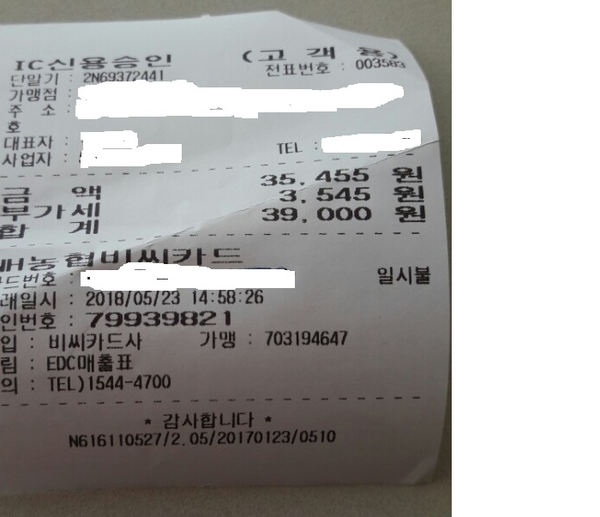 IC신용승인 (고 객 용)
단말기 : 2N69372441 전표번호 : 003583
가맹점 :
주 소 :
호
대표자 : TEL :
사업자 :
금 액 35,455 원
부가세 3,545 원
합 계 39,000 원
NH농협비씨카드
드번호 : 일시불
래일시 : 2018/05/23 14:58:26
인번호 : 79939821
입 : 비씨카드사 가맹 : 703194647
림 : EDC매출표
의 : TEL)1544-4700
* 감사합니다 *
N616110527/2.05/20170123/0510